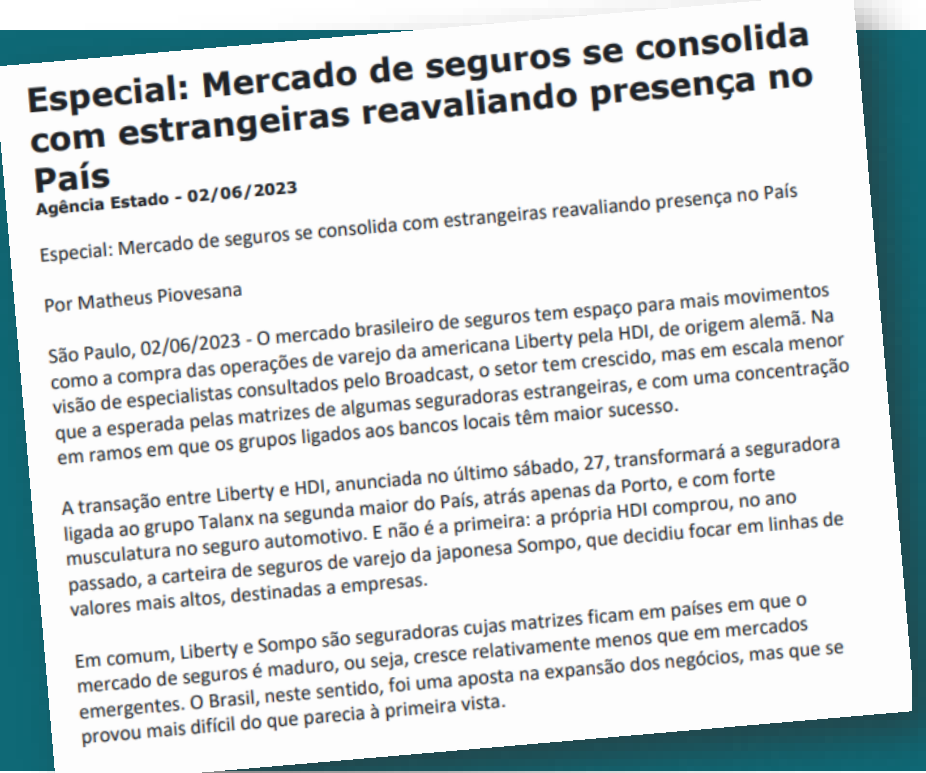 Especial: Mercado de seguros se consolida
com estrangeiras reavaliando presença no
País
Agência Estado - 02/06/2023
Especial: Mercado de seguros se consolida com estrangeiras reavaliando presença no País
Por Matheus Piovesana
São Paulo, 02/06/2023 - O mercado brasileiro de seguros tem espaço para mais movimentos
como a compra das operações de varejo da americana Liberty pela HDI, de origem alemã. Na
visão de especialistas consultados pelo Broadcast, o setor tem crescido, mas em escala menor
que a esperada pelas matrizes de algumas seguradoras estrangeiras, e com uma concentração
em ramos em que os grupos ligados aos bancos locais têm maior sucesso.
A transação entre Liberty e HDI, anunciada no último sábado, 27, transformará a seguradora
ligada ao grupo Talanx na segunda maior do País, atrás apenas da Porto, e com forte
musculatura no seguro automotivo. E não é a primeira: a própria HDI comprou, no ano
passado, a carteira de seguros de varejo da japonesa Sompo, que decidiu focar em linhas de
valores mais altos, destinadas a empresas.
Em comum, Liberty e Sompo são seguradoras cujas matrizes ficam em países em que o
mercado de seguros é maduro, ou seja, cresce relativamente menos que em mercados
emergentes. O Brasil, neste sentido, foi uma aposta na expansão dos negócios, mas que se
provou mais difícil do que parecia à primeira vista.